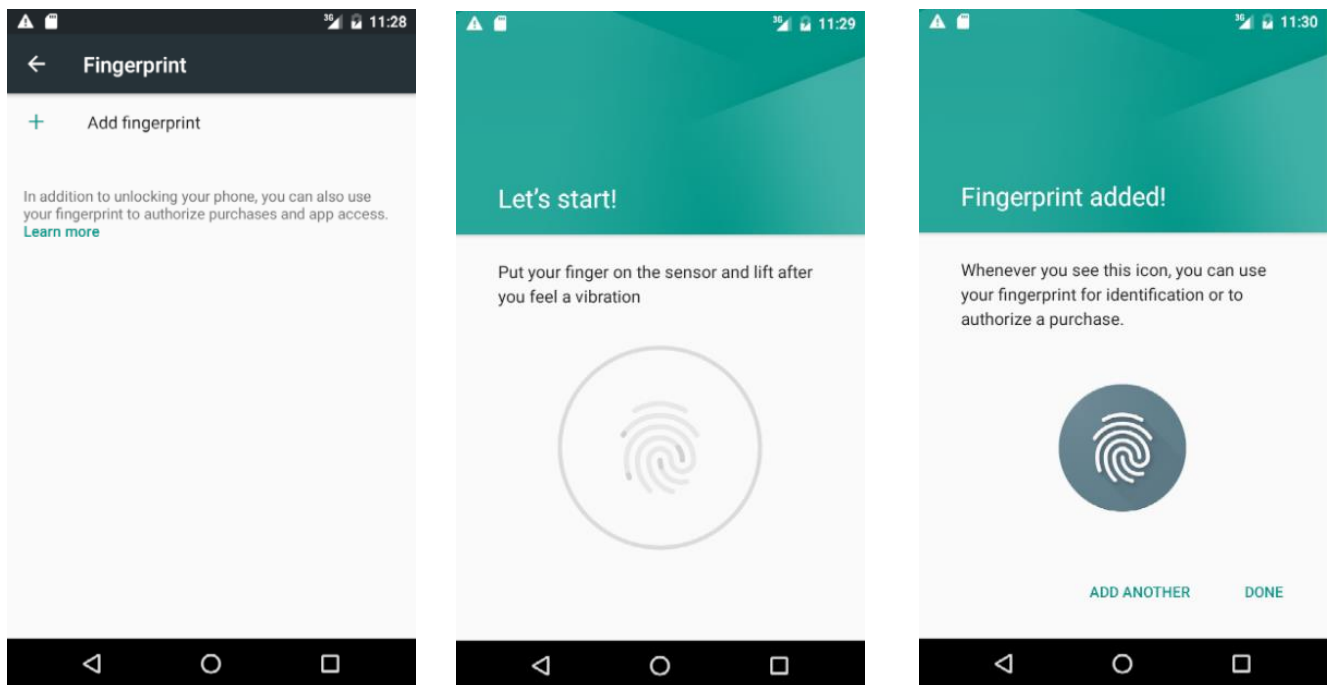 3G 11:28
Fingerprint
Add fingerprint
In addition to unlocking your phone, you can also use
your fingerprint to authorize purchases and app access.
Learn more
3G 11:29
Let’s start!
Put your finger on the sensor and lift after
you feel a vibration
3G 11:30
Fingerprint added!
Whenever you see this icon, you can use
your fingerprint for identification or to
authorize a purchase.
ADD ANOTHER DONE